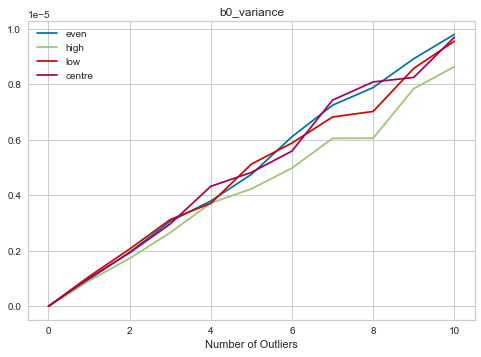 b0_variance
1e−5
1.0
0.8
0.6
0.4
0.2
0.0
even
high
low
centre
0 2 4 6 8 10
Number of Outliers